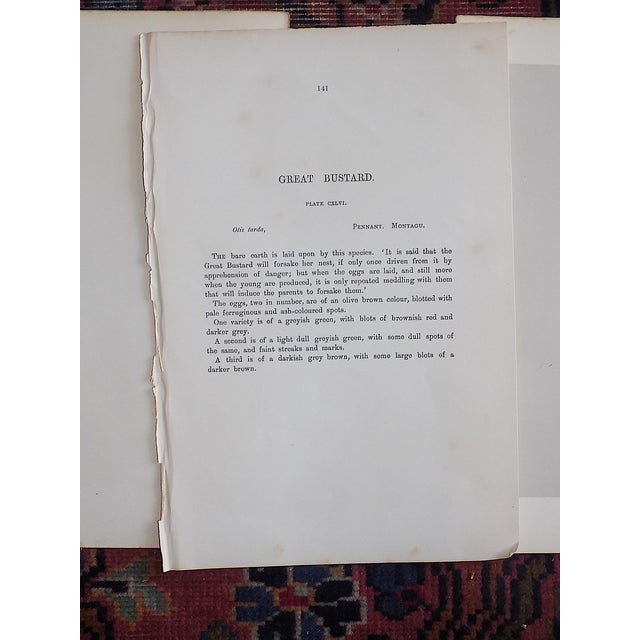 141
GREAT BUSTARD.
PLATE CXLVI.
Otis tarda, PENNANT. MONTAGU.
THE bare earth is laid upon by this species. 'It is said that the
Great Bustard will forsake her nest, if only once driven from it by
apprehension of danger; but when the eggs are laid, and still more
when the young are produced, it is only repeated meddling with them
that will induce the parents to forsake them.'
The eggs, two in number, are of an olive brown colour, blotted with
pale ferruginous and ash-coloured spots.
One variety is of a greyish green, with blots of brownish red and
darker grey.
A second is of a light dull greyish green, with some dull spots of
the same, and faint streaks and marks.
A third is of a darkish grey brown, with some large blots of a
darker brown.